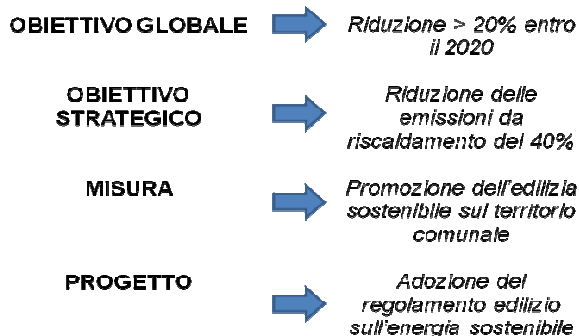 OBIETTIVO GLOBALE
Riduzione > 20% entro
il 2020
OBIETTIVO
STRATEGICO
Riduzione delle
emissioni da
riscaldamento del 40%
MISURA
Promozione dell'edilizia
sostenibile sul territorio
comunale
PROGETTO
Adozione del
regolamento edilizio
sull'energia sostenibile